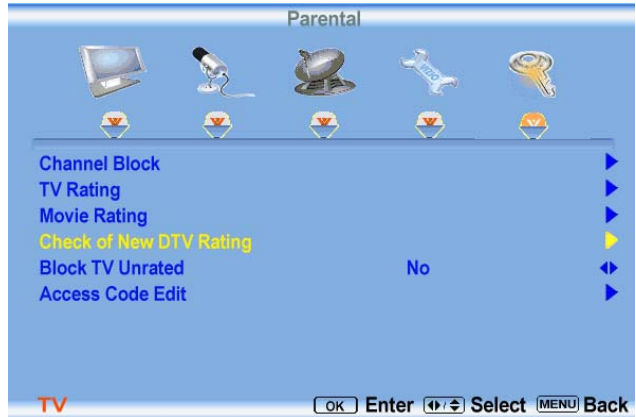 Parental
VIZIO
Channel Block
TV Rating
Movie Rating
Check of New DTV Rating
Block TV Unrated No
Access Code Edit
TV OK Enter Select MENU Back